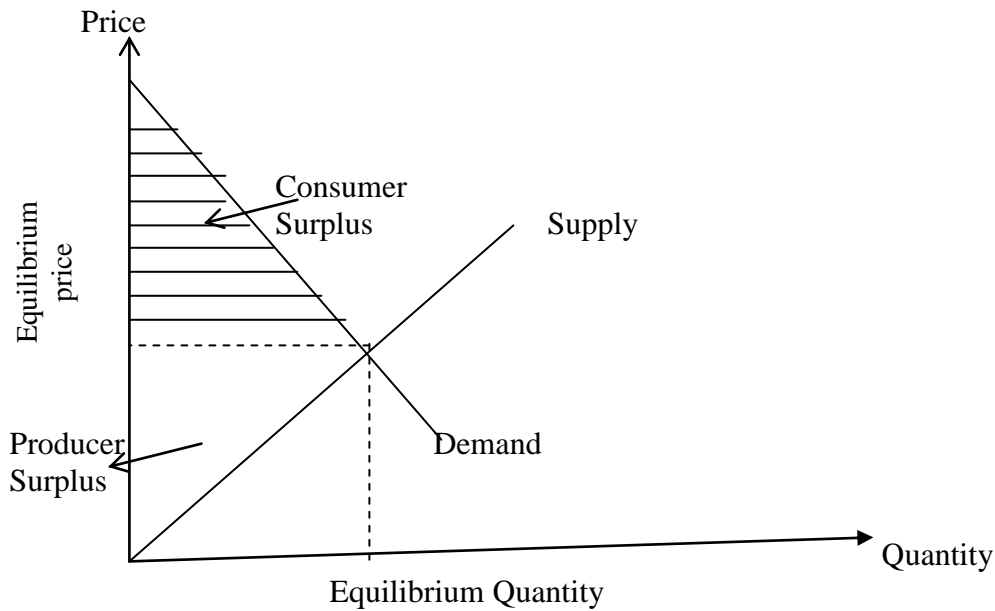 Price
Consumer
Surplus
Supply
Equilibrium
price
Producer
Surplus
Demand
Quantity
Equilibrium Quantity